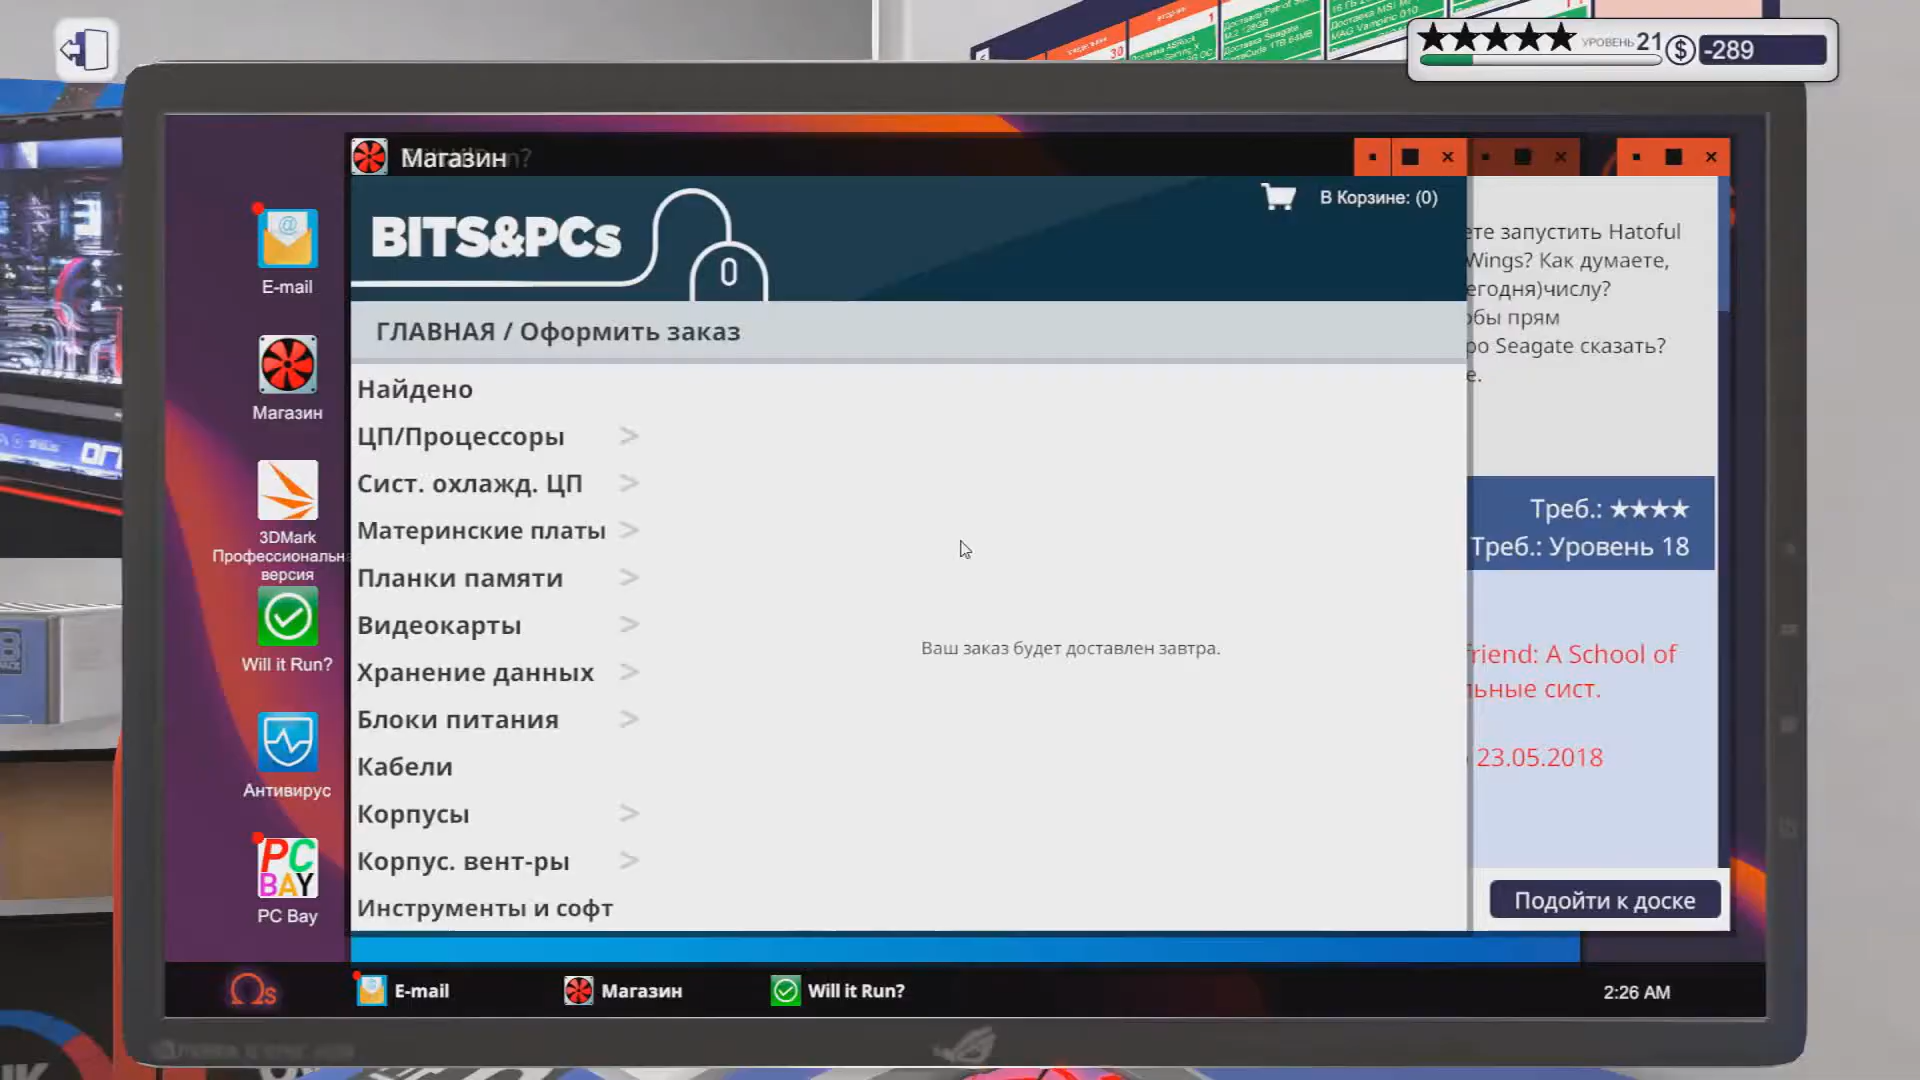 УРОВЕНЬ 21
$ -289
Магазин
BITS&PCs
В Корзине: (0)
ГЛАВНАЯ / Оформить заказ
Найдено
ЦП/Процессоры >
Сист. охлажд. ЦП >
Материнские платы >
Планки памяти >
Видеокарты >
Хранение данных >
Блоки питания >
Кабели
Корпусы >
Корпус. вент-ры >
Инструменты и софт
Ваш заказ будет доставлен завтра.
E-mail
Магазин
3DMark
Профессиональна
версия
Will it Run?
Антивирус
PC
BAY
PC Bay
ете запустить Hatoful
Wings? Как думаете,
егодня)числу?
обы прям
ро Seagate сказать?
е.
Треб.: ★★★★
Треб.: Уровень 18
riend: A School of
льные сист.
23.05.2018
Подойти к доске
Ωs
E-mail
Магазин
Will it Run?
2:26 AM